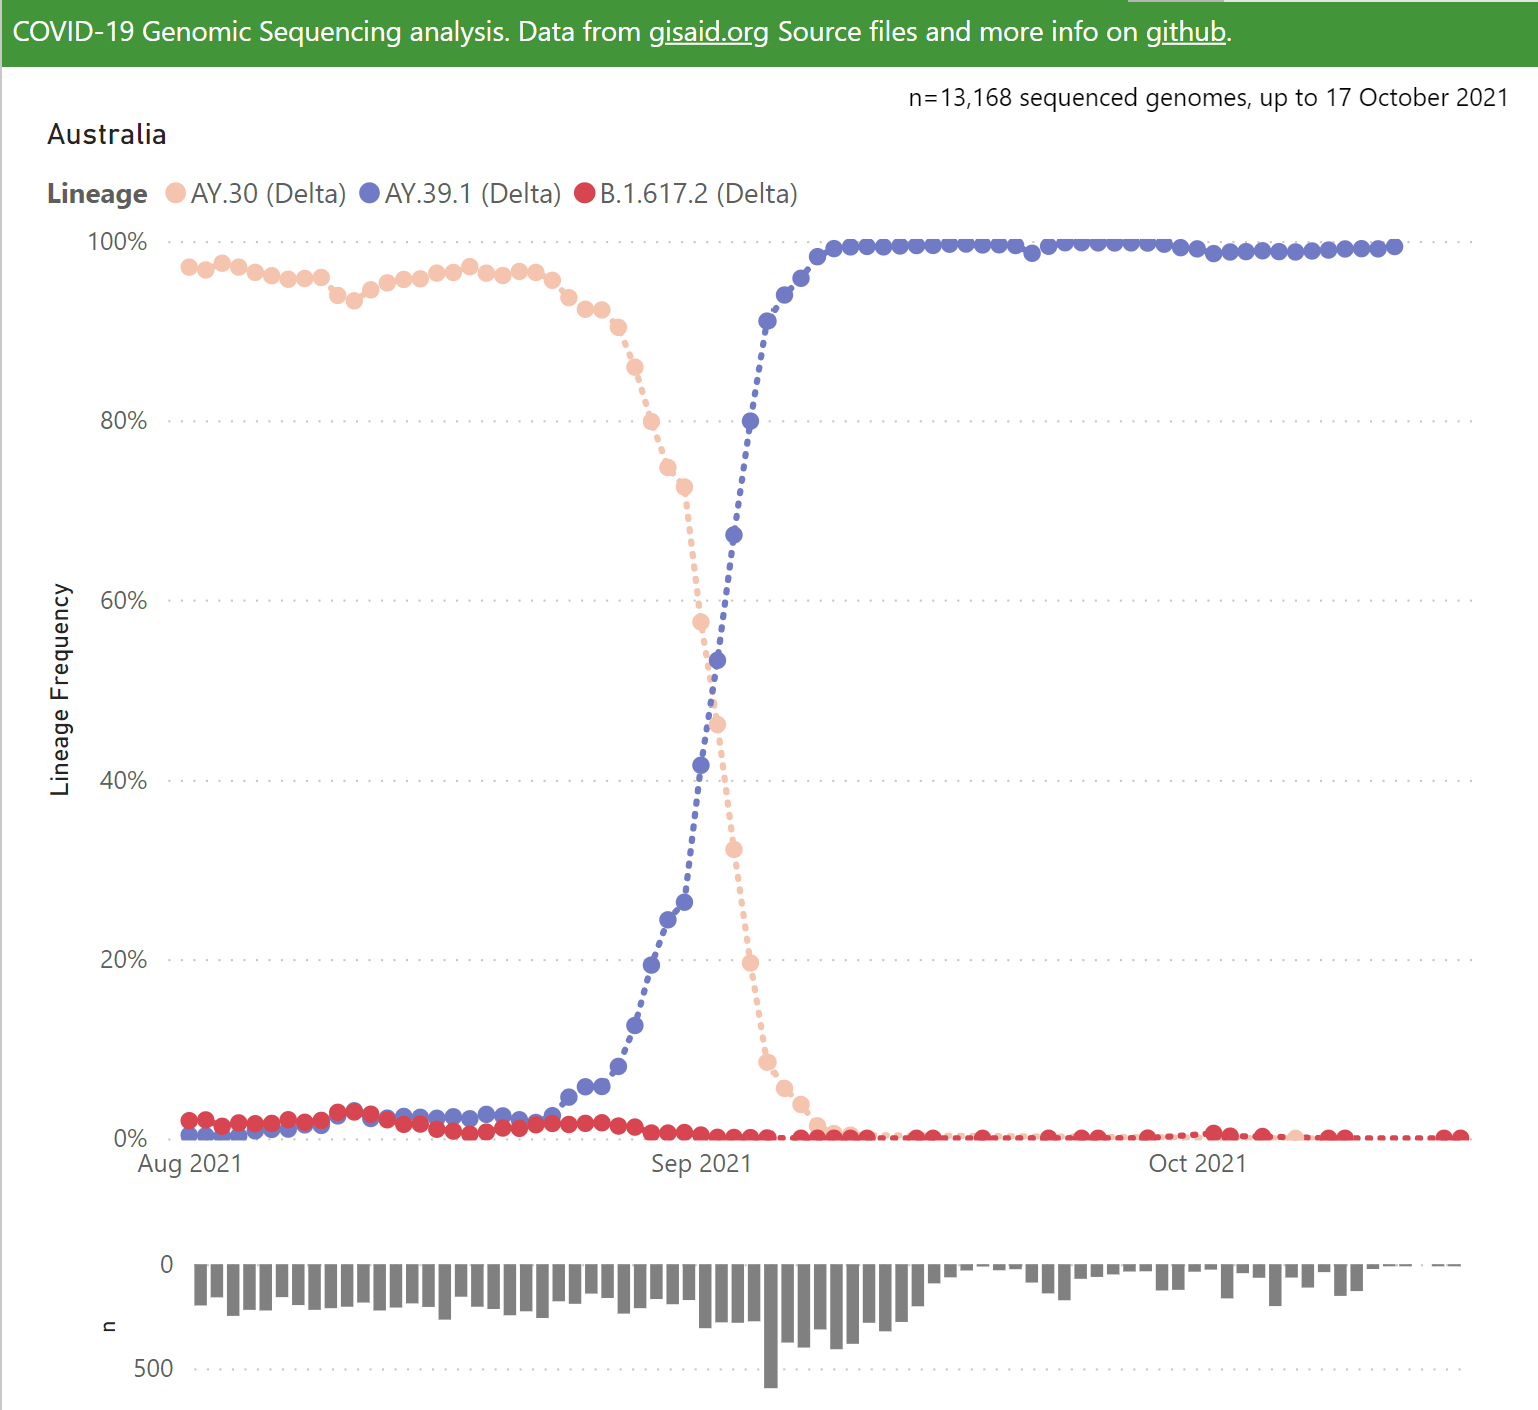 COVID-19 Genomic Sequencing analysis. Data from gisaid.org Source files and more info on github.
n=13,168 sequenced genomes, up to 17 October 2021
Australia
Lineage AY.30 (Delta) AY.39.1 (Delta) B.1.617.2 (Delta)
100%
80%
60%
40%
20%
0%
Lineage Frequency
Aug 2021 Sep 2021 Oct 2021
0
n
500